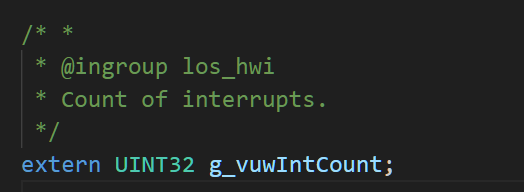 /* *
 * @ingroup los_hwi
 * Count of interrupts.
 */
extern UINT32 g_vuwIntCount;